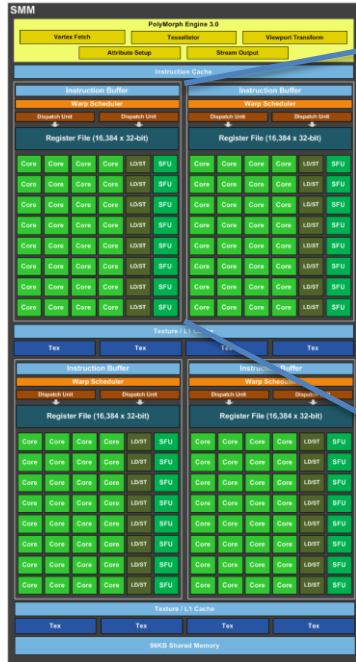 SMM
PolyMorph Engine 3.0
Vertex Fetch Tessellator Viewport Transform
Attribute Setup Stream Output
Instruction Cache
Instruction Buffer Instruction Buffer
Warp Scheduler Warp Scheduler
Dispatch Unit Dispatch Unit Dispatch Unit Dispatch Unit
Register File (16,384 x 32-bit) Register File (16,384 x 32-bit)
Core Core Core Core LD/ST SFU Core Core Core Core LD/ST SFU
Core Core Core Core LD/ST SFU Core Core Core Core LD/ST SFU
Core Core Core Core LD/ST SFU Core Core Core Core LD/ST SFU
Core Core Core Core LD/ST SFU Core Core Core Core LD/ST SFU
Core Core Core Core LD/ST SFU Core Core Core Core LD/ST SFU
Core Core Core Core LD/ST SFU Core Core Core Core LD/ST SFU
Core Core Core Core LD/ST SFU Core Core Core Core LD/ST SFU
Core Core Core Core LD/ST SFU Core Core Core Core LD/ST SFU
Texture / L1 Cache
Tex Tex Tex Tex
Instruction Buffer Instruction Buffer
Warp Scheduler Warp Scheduler
Dispatch Unit Dispatch Unit Dispatch Unit Dispatch Unit
Register File (16,384 x 32-bit) Register File (16,384 x 32-bit)
Core Core Core Core LD/ST SFU Core Core Core Core LD/ST SFU
Core Core Core Core LD/ST SFU Core Core Core Core LD/ST SFU
Core Core Core Core LD/ST SFU Core Core Core Core LD/ST SFU
Core Core Core Core LD/ST SFU Core Core Core Core LD/ST SFU
Core Core Core Core LD/ST SFU Core Core Core Core LD/ST SFU
Core Core Core Core LD/ST SFU Core Core Core Core LD/ST SFU
Core Core Core Core LD/ST SFU Core Core Core Core LD/ST SFU
Core Core Core Core LD/ST SFU Core Core Core Core LD/ST SFU
Texture / L1 Cache
Tex Tex Tex Tex
96KB Shared Memory